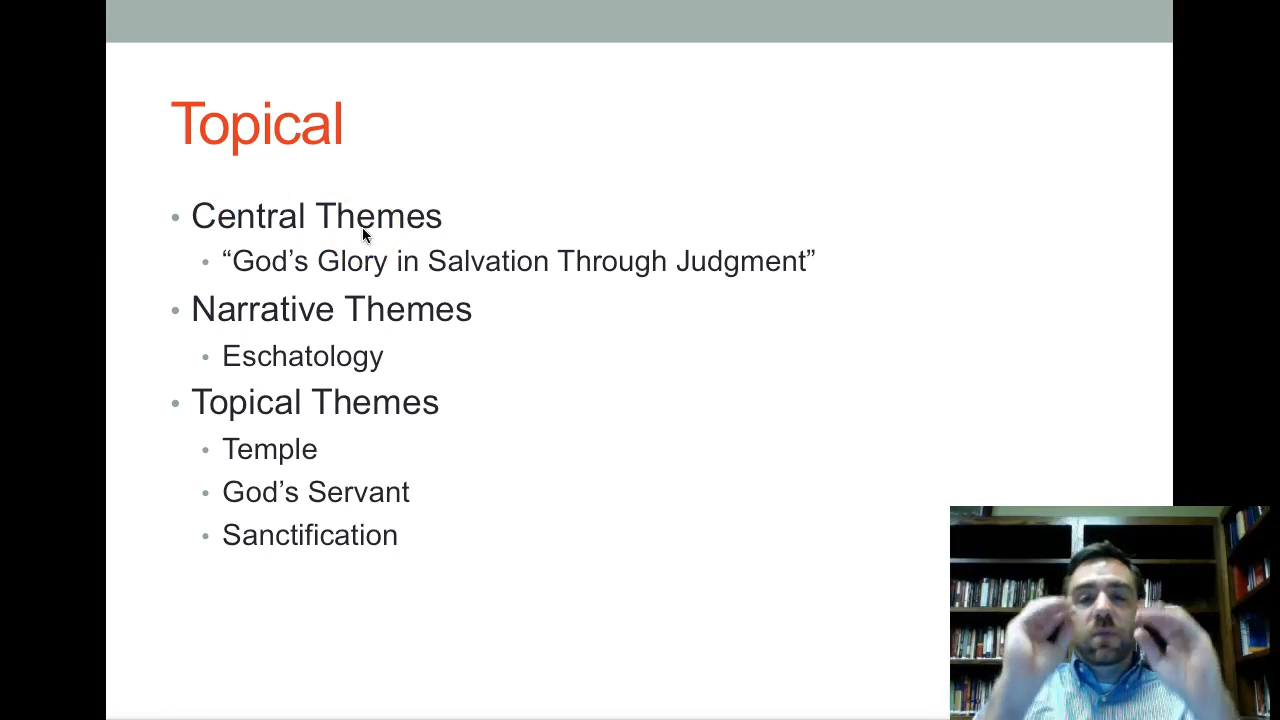 Topical
• Central Themes
• “God’s Glory in Salvation Through Judgment”
• Narrative Themes
• Eschatology
• Topical Themes
• Temple
• God’s Servant
• Sanctification